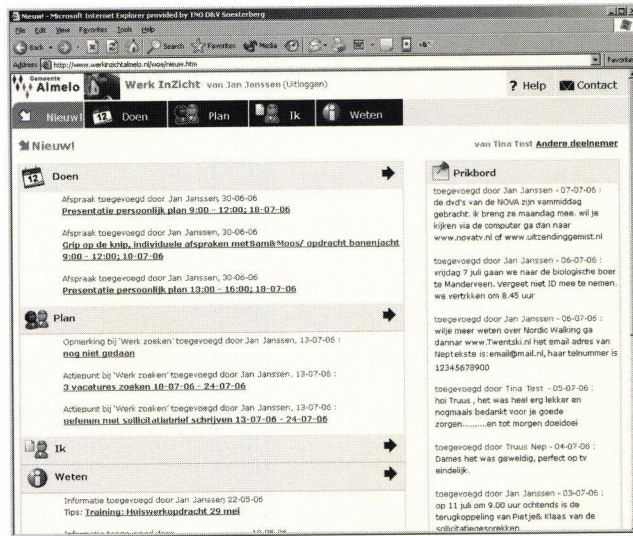 Nieuw! - Microsoft Internet Explorer provided by TNO D&V Soesterberg
File Edit View Favorites Tools Help
Back Search Favorites Media
Address http://www.werkinzichtalmelo.nl/wos/nieuw.htm Favorite
Gemeente
Almelo
Werk InZicht van Jan Janssen (Uitloggen)
? Help Contact
Nieuw! 12 Doen Plan Ik Weten
Nieuw!
van Tina Test Andere deelnemer
12 Doen
Afspraak toegevoegd door Jan Janssen, 30-06-06
Presentatie persoonlijk plan 9:00 - 12:00; 18-07-06
Afspraak toegevoegd door Jan Janssen, 30-06-06
Grip op de knip, individuele afspraken metSam&Moos/ opdracht banenjacht
9:00 - 12:00; 18-07-06
Afspraak toegevoegd door Jan Janssen, 30-06-06
Presentatie persoonlijk plan 13:00 - 16:00; 18-07-06
Plan
Opmerking bij 'Werk zoeken' toegevoegd door Jan Janssen, 13-07-06 :
nog niet gedaan
Actiepunt bij 'Werk zoeken' toegevoegd door Jan Janssen, 13-07-06 :
3 vacatures zoeken 18-07-06 - 24-07-06
Actiepunt bij 'Werk zoeken' toegevoegd door Jan Janssen, 13-07-06 :
oefenen met sollicitatiebrief schrijven 13-07-06 - 24-07-06
Ik
Weten
Informatie toegevoegd door Jan Janssen 22-05-06
Tips: Training: Huiswerkopdracht 29 mei
Prikbord
toegevoegd door Jan Janssen - 07-07-06 :
de dvd's van de NOVA zijn vammiddag
gebracht. ik breng ze maandag mee. wil je
kijken via de computer ga dan naar
www.novatv.nl of www.uitzendinggemist.nl
toegevoegd door Jan Janssen - 06-07-06 :
vrijdag 7 juli gaan we naar de biologische boer
te Manderveen. Vergeet niet ID mee te nemen.
we vertrkken om 8.45 uur
toegevoegd door Jan Janssen - 06-07-06 :
wilje meer weten over Nordic Walking ga
dannar www.Twentski.nl het email adres van
Neptekste is:email@mail.nl, haar telnummer is
12345678900
toegevoegd door Tina Test - 05-07-06 :
hoi Truus , het was heel erg lekker en
nogmaals bedankt voor je goede
zorgen..........en tot morgen doeidoei
toegevoegd door Truus Nep - 04-07-06 :
Dames het was geweldig, perfect op tv
eindelijk.
toegevoegd door Jan Janssen - 03-07-06 :
op 11 juli om 9.00 uur ochtends is de
terugkoppeling van Pietje& Klaas van de
sollicitatiegesprekken